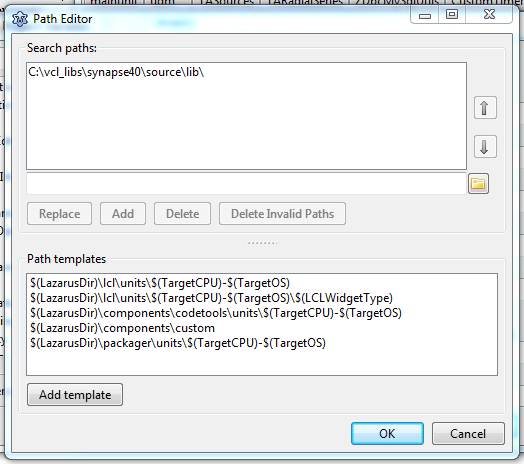 Path Editor
Search paths:
C:\vcl_libs\synapse40\source\lib\
Replace
Add
Delete
Delete Invalid Paths
Path templates
$(LazarusDir)\lcl\units\$(TargetCPU)-$(TargetOS)
$(LazarusDir)\lcl\units\$(TargetCPU)-$(TargetOS)\$(LCLWidgetType)
$(LazarusDir)\components\codetools\units\$(TargetCPU)-$(TargetOS)
$(LazarusDir)\components\custom
$(LazarusDir)\packager\units\$(TargetCPU)-$(TargetOS)
Add template
OK
Cancel